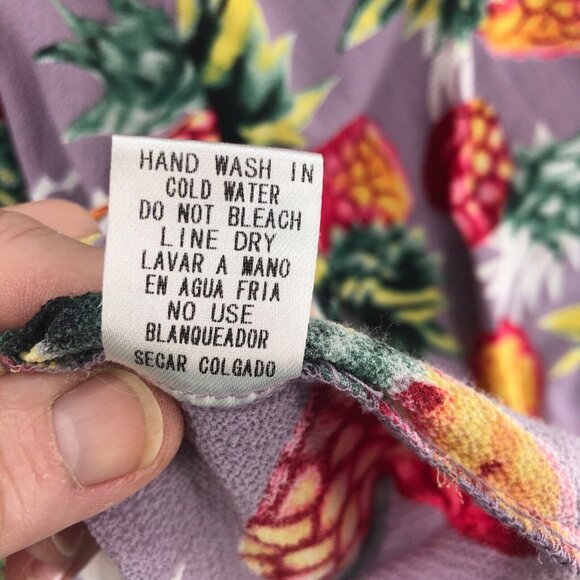 HAND WASH IN
COLD WATER
DO NOT BLEACH
LINE DRY
LAVAR A MANO
EN AGUA FRIA
NO USE
BLANQUEADOR
SECAR COLGADO